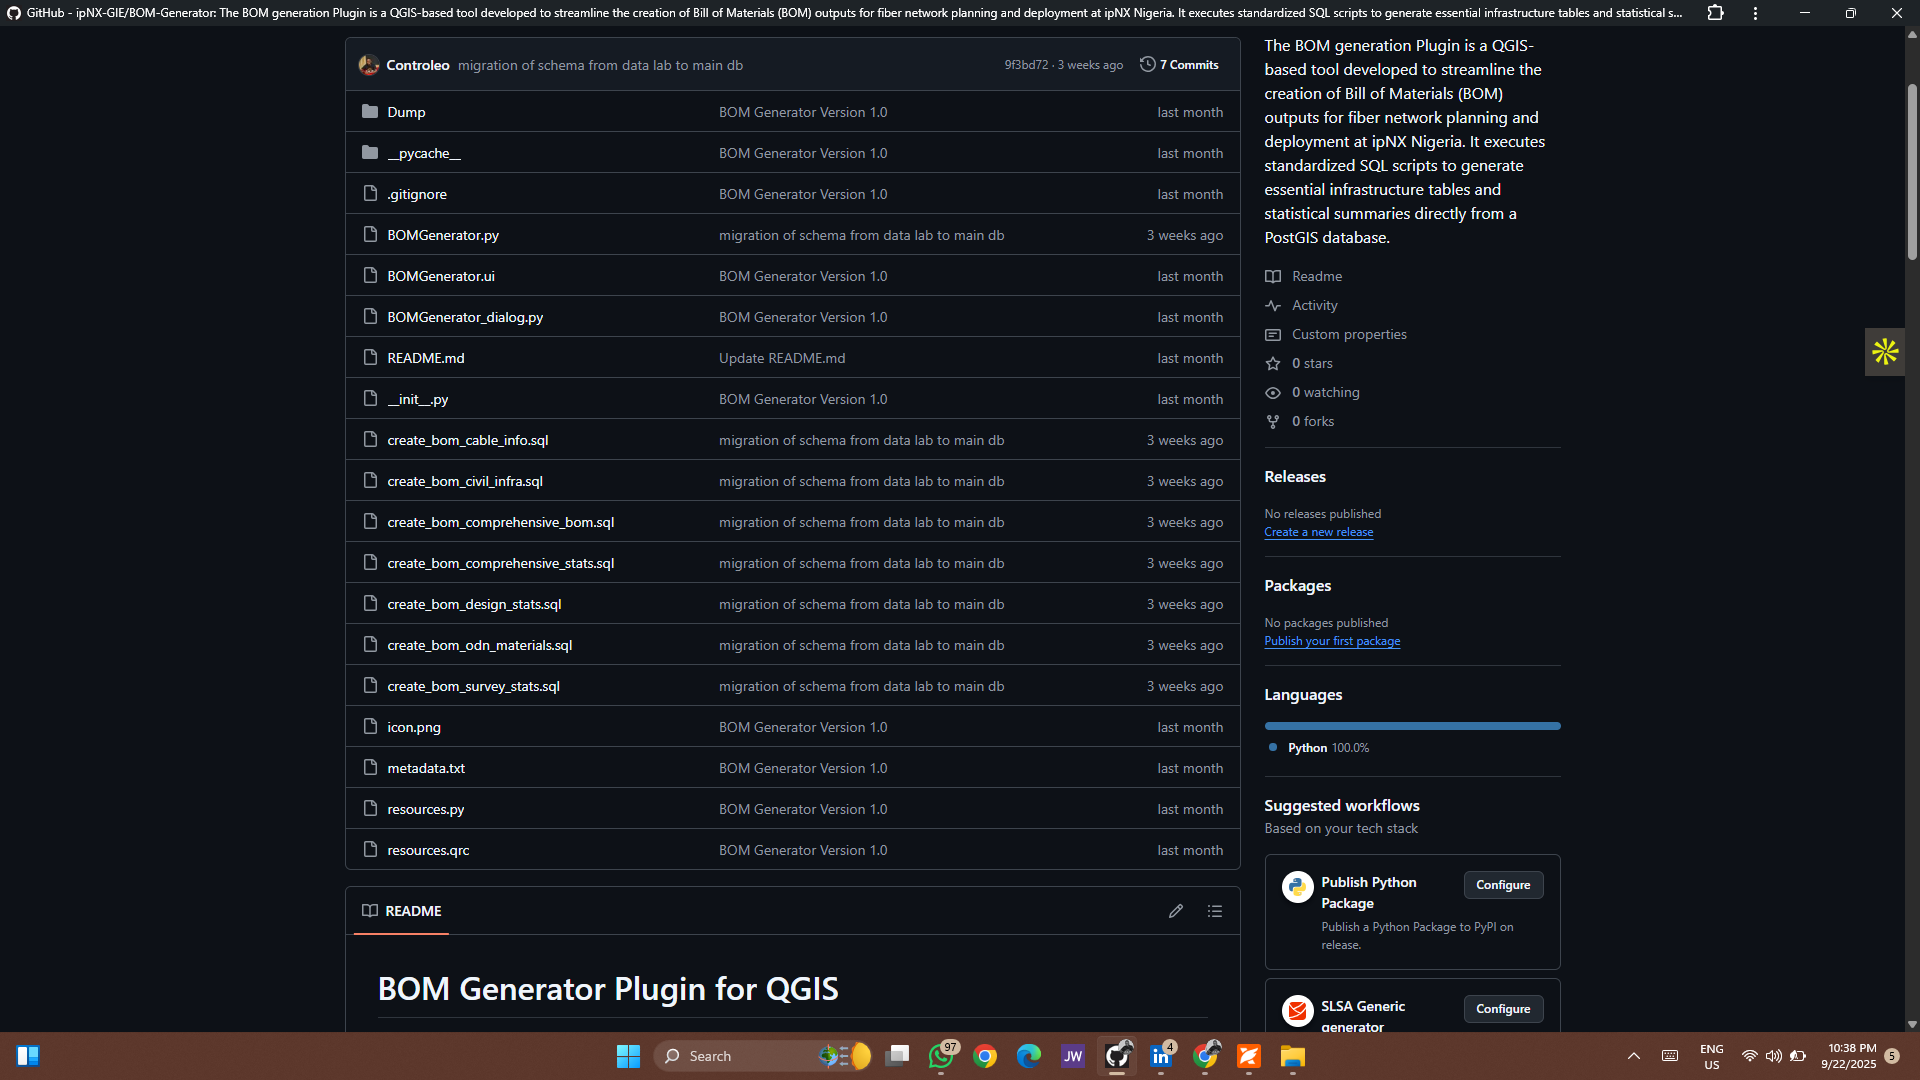 GitHub - ipNX-GIE/BOM-Generator: The BOM generation Plugin is a QGIS-based tool developed to streamline the creation of Bill of Materials (BOM) outputs for fiber network planning and deployment at ipNX Nigeria. It executes standardized SQL scripts to generate essential infrastructure tables and statistical s...
Controleo migration of schema from data lab to main db 9f3bd72 · 3 weeks ago 7 Commits
Dump BOM Generator Version 1.0 last month
__pycache__ BOM Generator Version 1.0 last month
.gitignore BOM Generator Version 1.0 last month
BOMGenerator.py migration of schema from data lab to main db 3 weeks ago
BOMGenerator.ui BOM Generator Version 1.0 last month
BOMGenerator_dialog.py BOM Generator Version 1.0 last month
README.md Update README.md last month
__init__.py BOM Generator Version 1.0 last month
create_bom_cable_info.sql migration of schema from data lab to main db 3 weeks ago
create_bom_civil_infra.sql migration of schema from data lab to main db 3 weeks ago
create_bom_comprehensive_bom.sql migration of schema from data lab to main db 3 weeks ago
create_bom_comprehensive_stats.sql migration of schema from data lab to main db 3 weeks ago
create_bom_design_stats.sql migration of schema from data lab to main db 3 weeks ago
create_bom_odn_materials.sql migration of schema from data lab to main db 3 weeks ago
create_bom_survey_stats.sql migration of schema from data lab to main db 3 weeks ago
icon.png BOM Generator Version 1.0 last month
metadata.txt BOM Generator Version 1.0 last month
resources.py BOM Generator Version 1.0 last month
resources.qrc BOM Generator Version 1.0 last month
README
BOM Generator Plugin for QGIS
The BOM generation Plugin is a QGIS-
based tool developed to streamline the
creation of Bill of Materials (BOM)
outputs for fiber network planning and
deployment at ipNX Nigeria. It executes
standardized SQL scripts to generate
essential infrastructure tables and
statistical summaries directly from a
PostGIS database.
Readme
Activity
Custom properties
0 stars
0 watching
0 forks
Releases
No releases published
Create a new release
Packages
No packages published
Publish your first package
Languages
Python 100.0%
Suggested workflows
Based on your tech stack
Publish Python
Package
Configure
Publish a Python Package to PyPI on
release.
SLSA Generic
generator
Configure
Search
97
JW
4
ENG
US
10:38 PM
9/22/2025
5